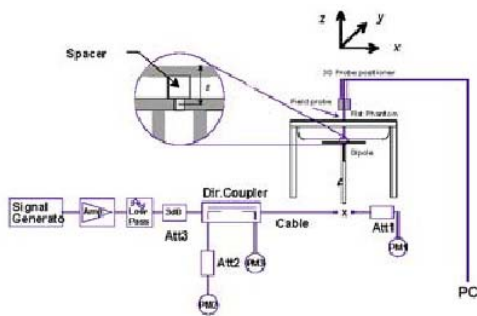 z
y
x
Spacer
s
3D Probe positioner
Field probe
Flat Phantom
Dipole
Dir.Coupler
Signal
Generato
Amp
Low
Pass
3dB
Cable
x
Att1
Att3
Att2
PM3
PM1
PM2
PC